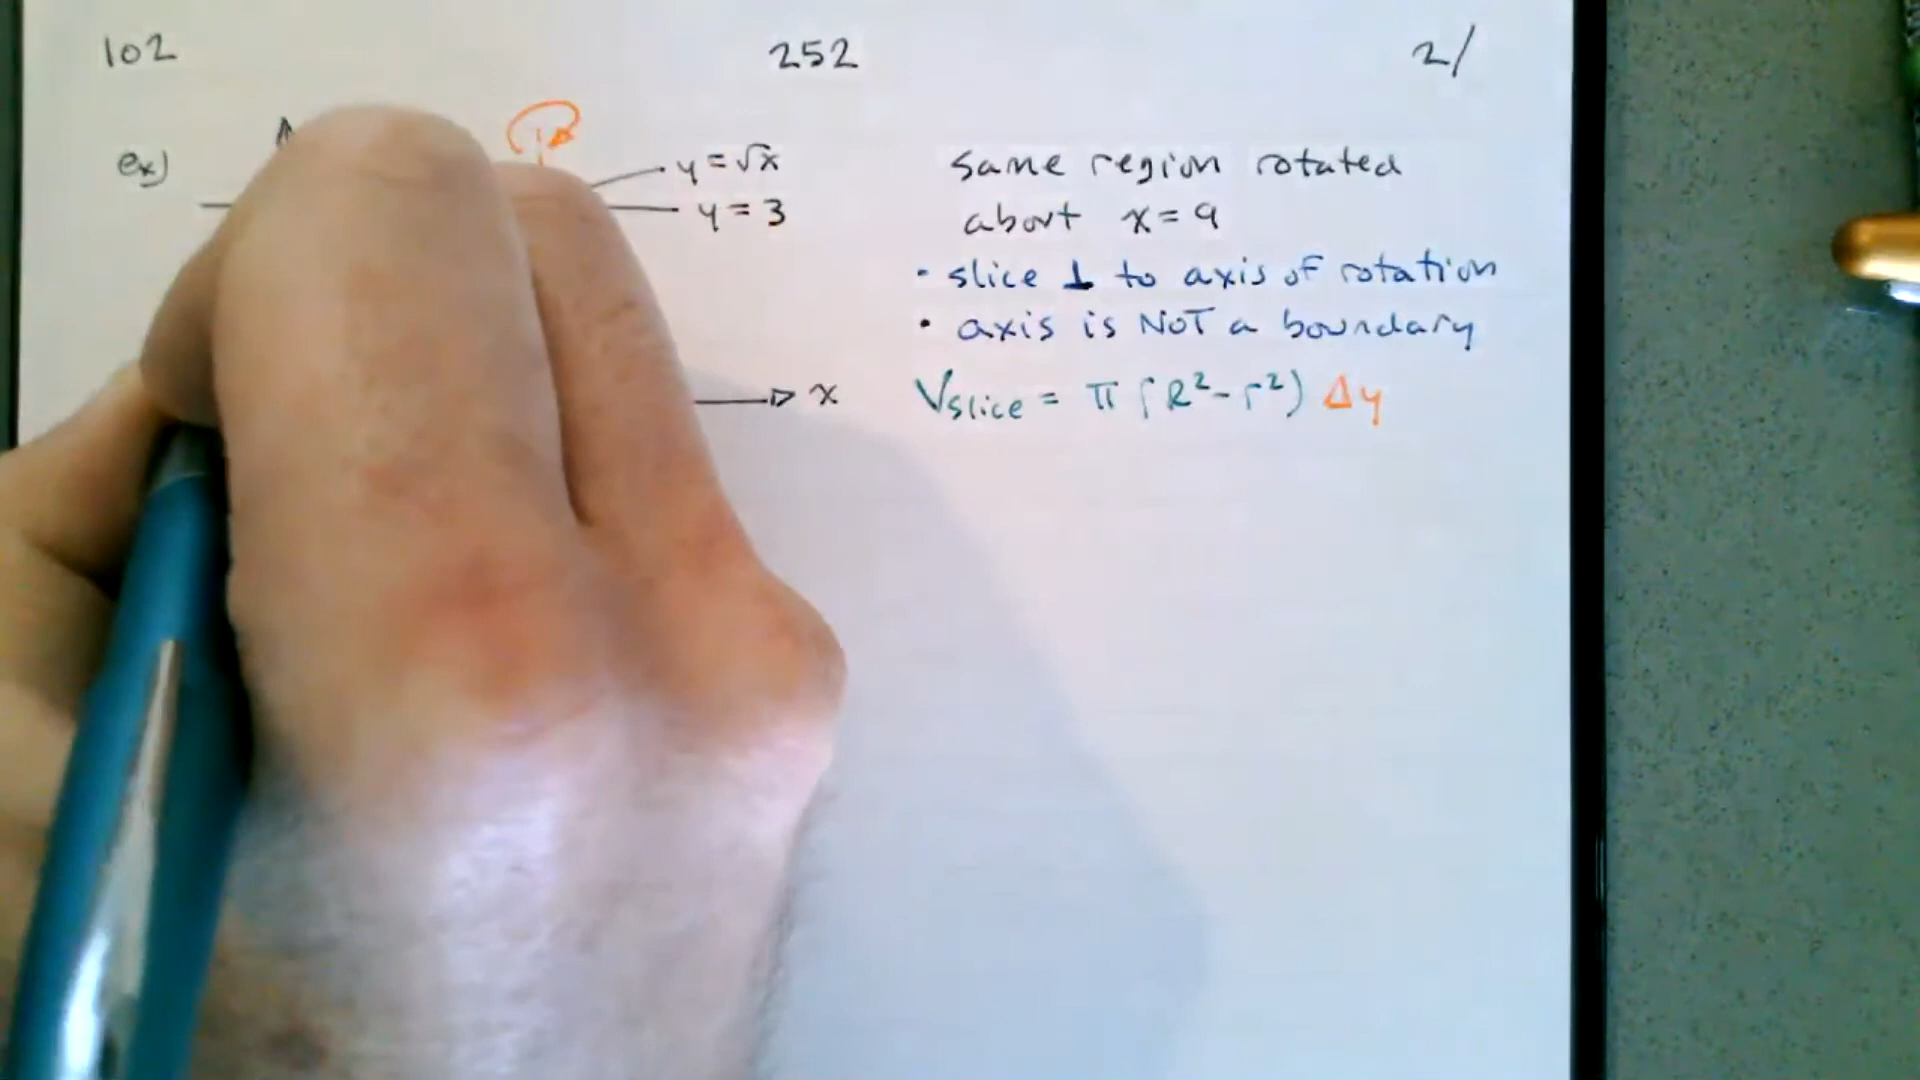 102 252 2/
ex)
y = √x
y = 3
x
same region rotated
about x = 9
• slice ⊥ to axis of rotation
• axis is NOT a boundary
Vslice = π (R² - r²) Δy